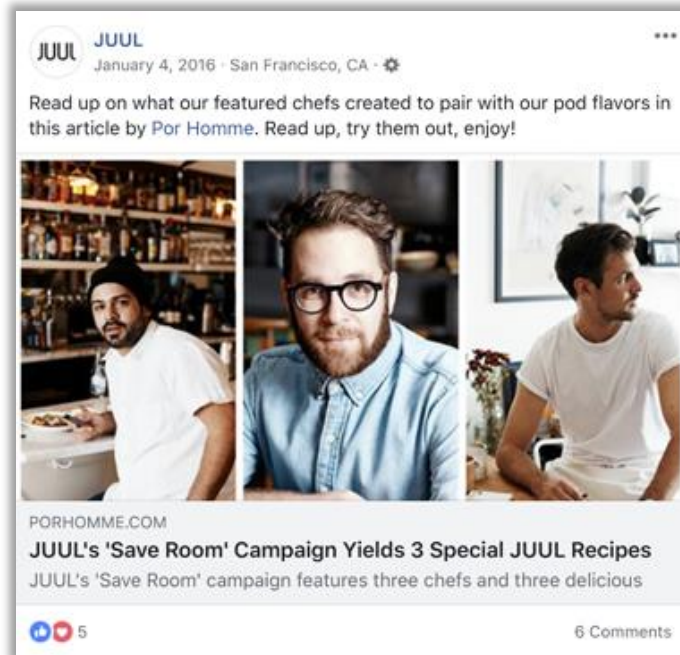 JUUL
JUUL
January 4, 2016 · San Francisco, CA ·
Read up on what our featured chefs created to pair with our pod flavors in
this article by Por Homme. Read up, try them out, enjoy!
PORHOMME.COM
JUUL's 'Save Room' Campaign Yields 3 Special JUUL Recipes
JUUL's 'Save Room' campaign features three chefs and three delicious
5
6 Comments